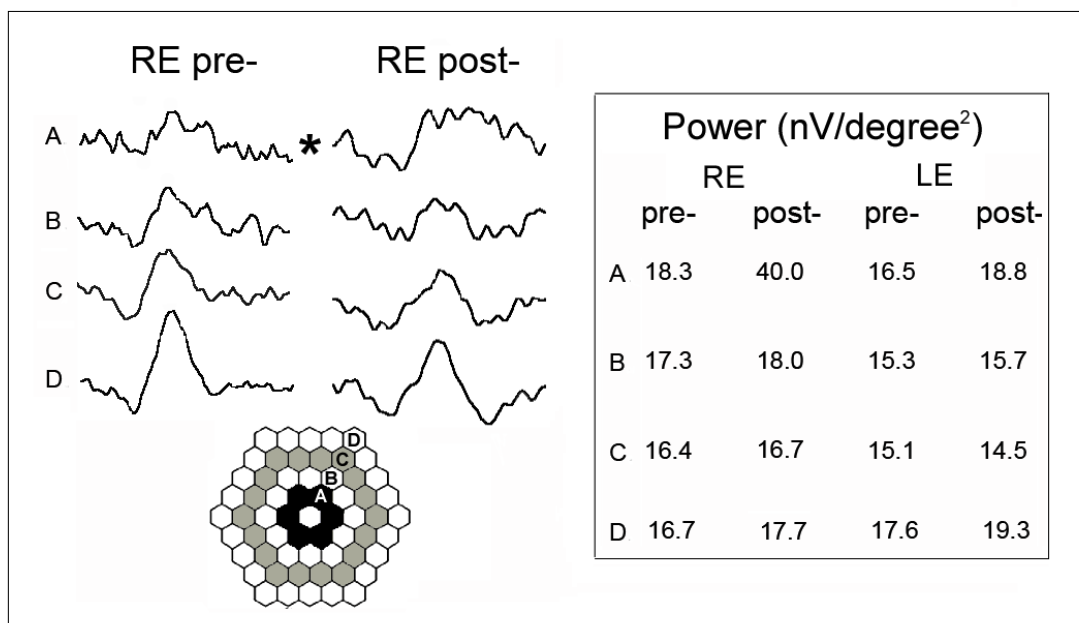 RE pre- RE post-
A *
B
C
D
D
C
B
A
Power (nV/degree²)
RE LE
pre- post- pre- post-
A 18.3 40.0 16.5 18.8
B 17.3 18.0 15.3 15.7
C 16.4 16.7 15.1 14.5
D 16.7 17.7 17.6 19.3